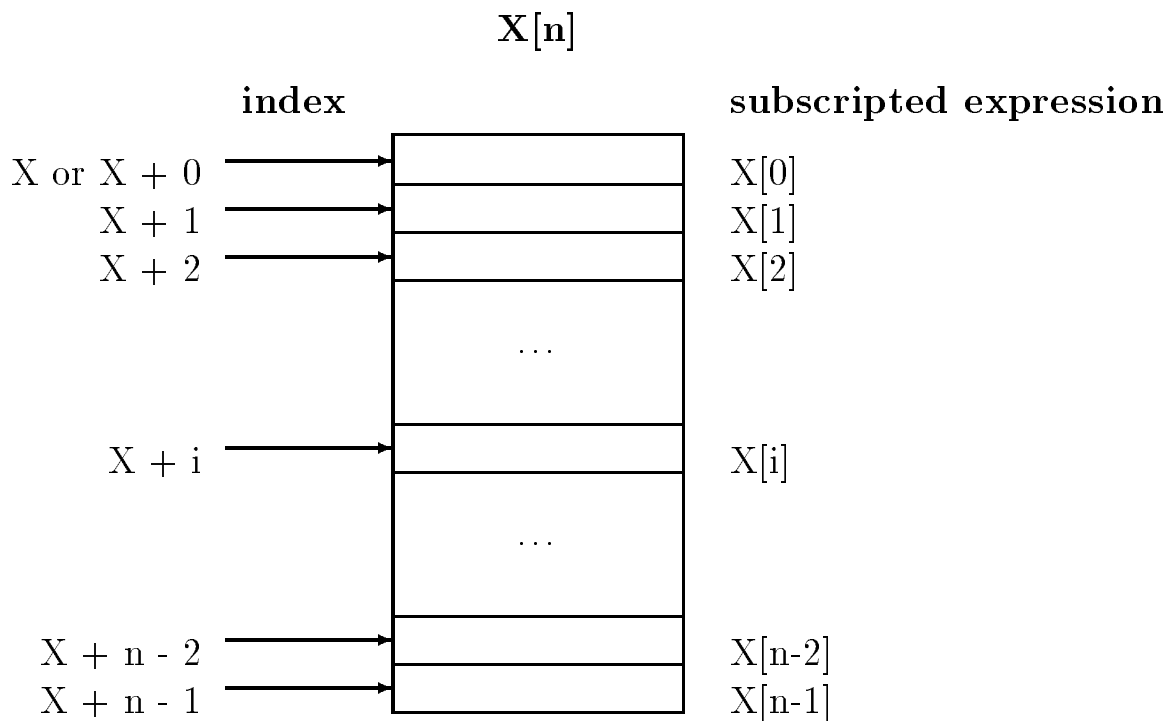 X[n]
index subscripted expression
X or X + 0 X[0]
X + 1 X[1]
X + 2 X[2]
...
X + i X[i]
...
X + n - 2 X[n-2]
X + n - 1 X[n-1]